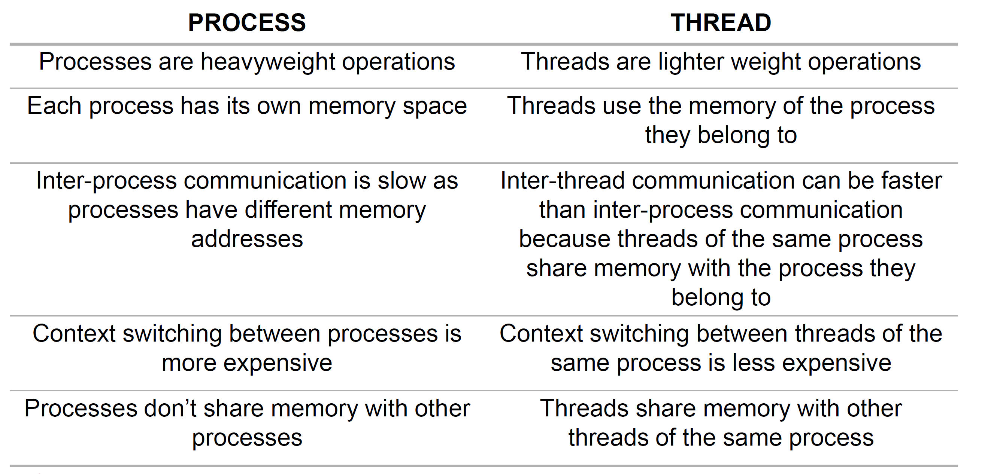 PROCESS THREAD
Processes are heavyweight operations
Threads are lighter weight operations
Each process has its own memory space
Threads use the memory of the process
they belong to
Inter-process communication is slow as
processes have different memory
addresses
Inter-thread communication can be faster
than inter-process communication
because threads of the same process
share memory with the process they
belong to
Context switching between processes is
more expensive
Context switching between threads of the
same process is less expensive
Processes don’t share memory with other
processes
Threads share memory with other
threads of the same process